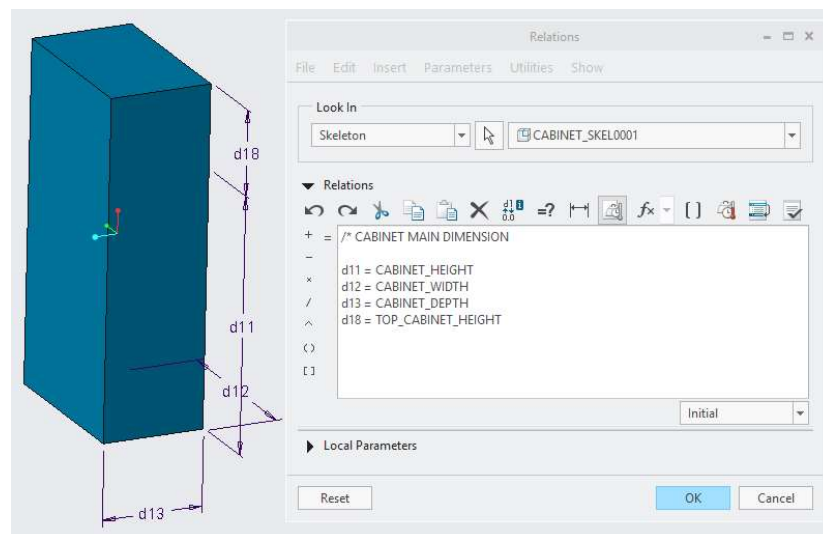 Relations
File Edit Insert Parameters Utilities Show
Look In
Skeleton
CABINET_SKEL0001
Relations
/* CABINET MAIN DIMENSION
d11 = CABINET_HEIGHT
d12 = CABINET_WIDTH
d13 = CABINET_DEPTH
d18 = TOP_CABINET_HEIGHT
Initial
Local Parameters
Reset
OK
Cancel
d18
d11
d12
d13